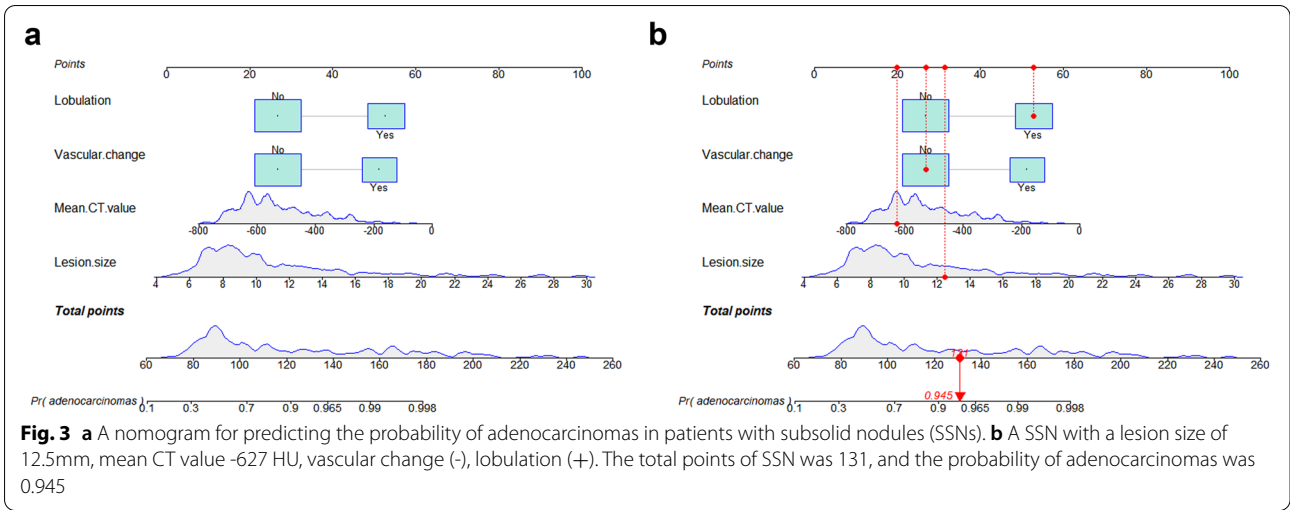 a
Points
0 20 40 60 80 100
Lobulation
No
Yes
Vascular.change
No
Yes
Mean.CT.value
-800 -600 -400 -200 0
Lesion.size
4 6 8 10 12 14 16 18 20 22 24 26 28 30
Total points
60 80 100 120 140 160 180 200 220 240 260
Pr( adenocarcinomas )
0.1 0.3 0.7 0.9 0.965 0.99 0.998
b
Points
0 20 40 60 80 100
Lobulation
No
Yes
Vascular.change
No
Yes
Mean.CT.value
-800 -600 -400 -200 0
Lesion.size
4 6 8 10 12 14 16 18 20 22 24 26 28 30
Total points
131
60 80 100 120 140 160 180 200 220 240 260
0.945
Pr( adenocarcinomas )
0.1 0.3 0.7 0.9 0.965 0.99 0.998
Fig. 3 a A nomogram for predicting the probability of adenocarcinomas in patients with subsolid nodules (SSNs). b A SSN with a lesion size of
12.5mm, mean CT value -627 HU, vascular change (-), lobulation (+). The total points of SSN was 131, and the probability of adenocarcinomas was
0.945